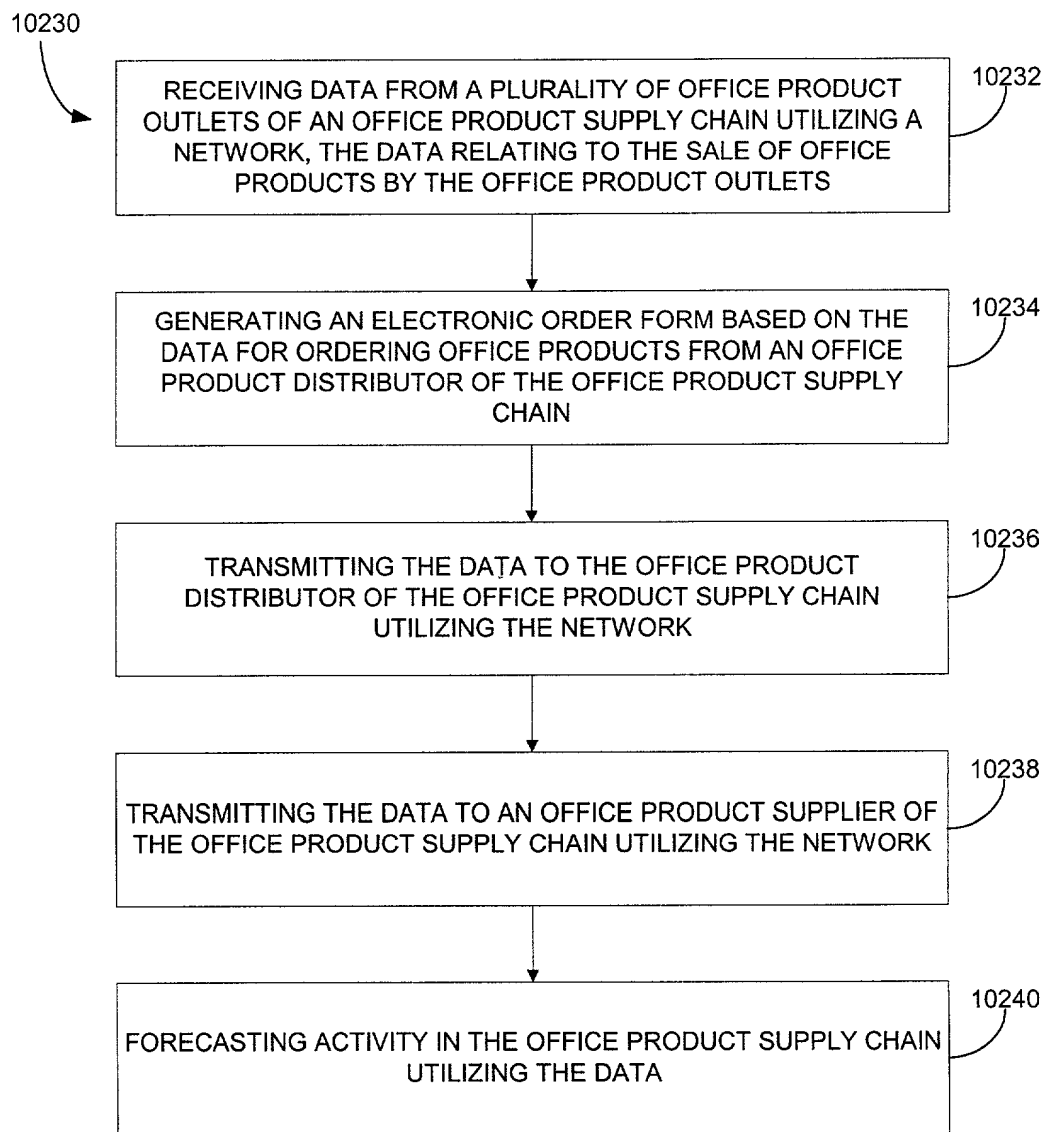 10230
10232
RECEIVING DATA FROM A PLURALITY OF OFFICE PRODUCT
OUTLETS OF AN OFFICE PRODUCT SUPPLY CHAIN UTILIZING A
NETWORK, THE DATA RELATING TO THE SALE OF OFFICE
PRODUCTS BY THE OFFICE PRODUCT OUTLETS
10234
GENERATING AN ELECTRONIC ORDER FORM BASED ON THE
DATA FOR ORDERING OFFICE PRODUCTS FROM AN OFFICE
PRODUCT DISTRIBUTOR OF THE OFFICE PRODUCT SUPPLY
CHAIN
10236
TRANSMITTING THE DATA TO THE OFFICE PRODUCT
DISTRIBUTOR OF THE OFFICE PRODUCT SUPPLY CHAIN
UTILIZING THE NETWORK
10238
TRANSMITTING THE DATA TO AN OFFICE PRODUCT SUPPLIER OF
THE OFFICE PRODUCT SUPPLY CHAIN UTILIZING THE NETWORK
10240
FORECASTING ACTIVITY IN THE OFFICE PRODUCT SUPPLY CHAIN
UTILIZING THE DATA